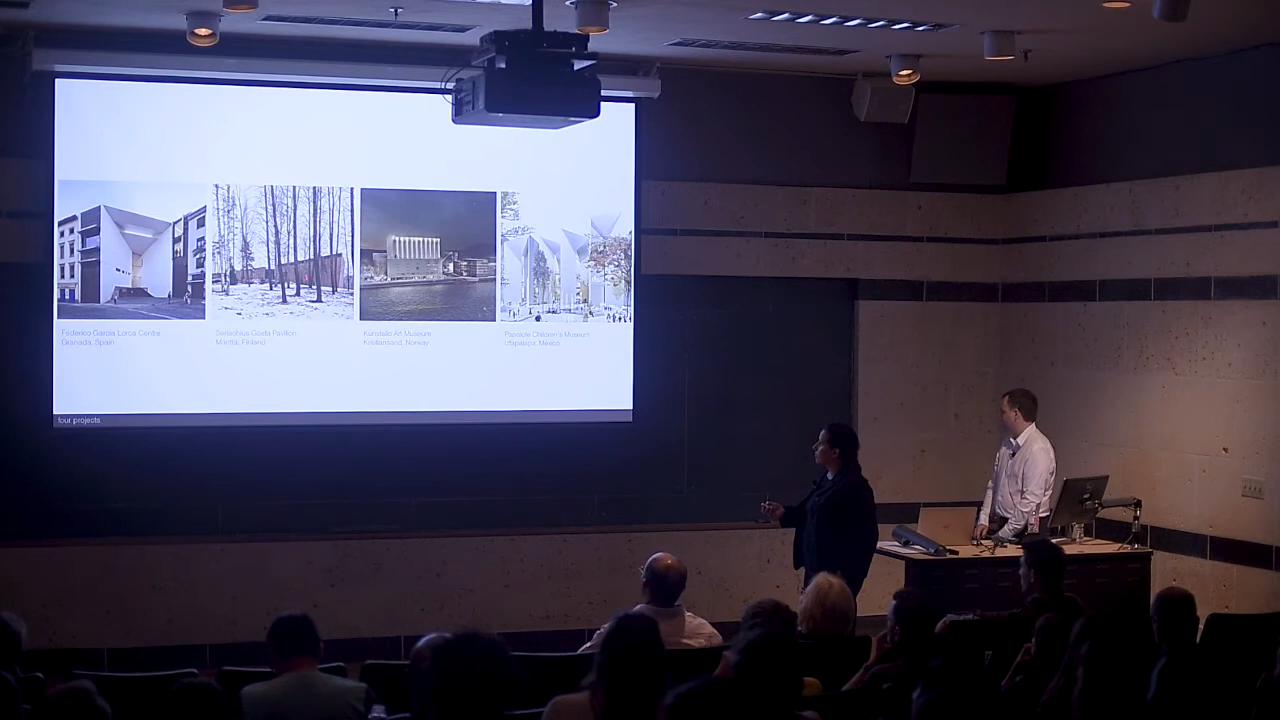 Federico García Lorca Centre
Granada, Spain
Serlachius Gösta Pavilion
Mänttä, Finland
Kunstsilo Art Museum
Kristiansand, Norway
Papalote Children's Museum
Iztapalapa, México
four projects